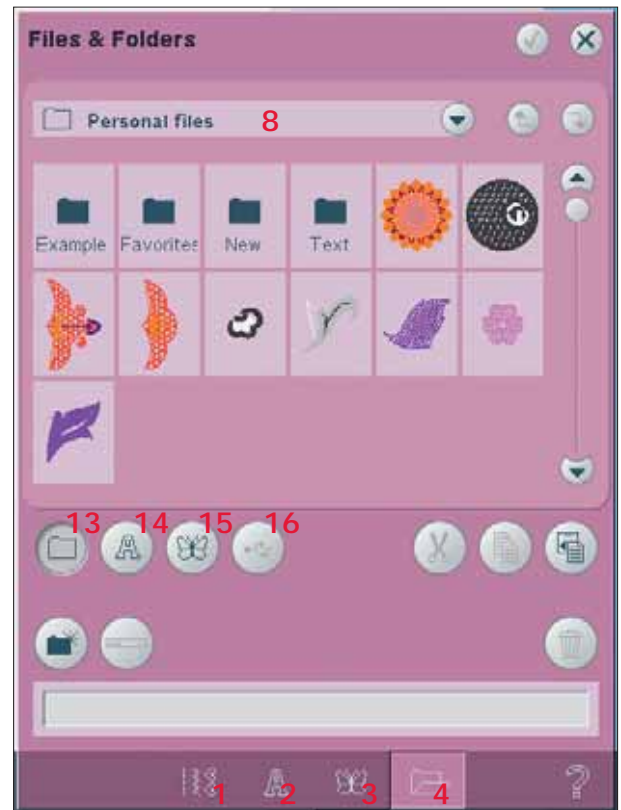 Files & Folders
Personal files 8
Example Favorites New Text
13 14 15 16
1 2 3 4